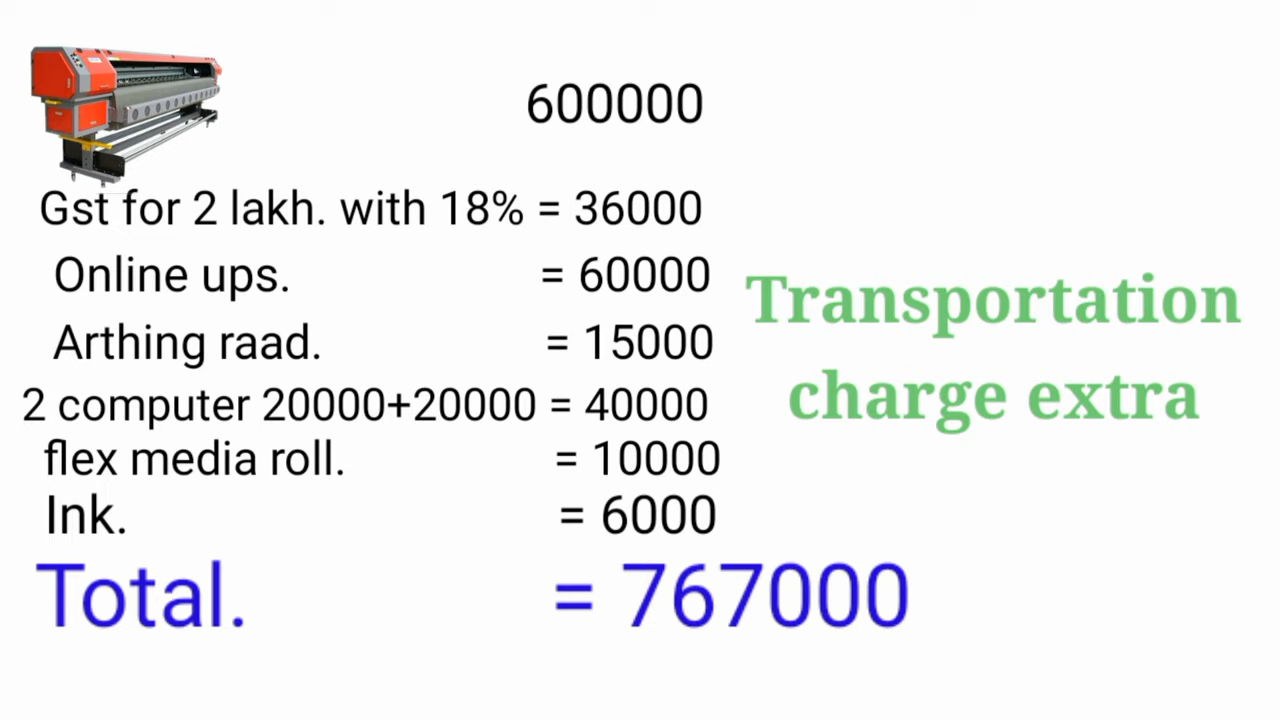 600000
Gst for 2 lakh. with 18% = 36000
Online ups. = 60000
Arthing raad. = 15000
2 computer 20000+20000 = 40000
flex media roll. = 10000
Ink. = 6000
Total. = 767000
Transportation
charge extra